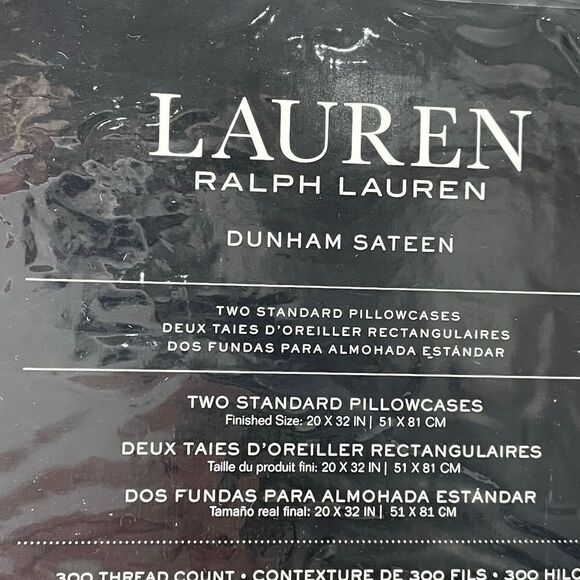 LAUREN
RALPH LAUREN
DUNHAM SATEEN
TWO STANDARD PILLOWCASES
DEUX TAIES D'OREILLER RECTANGULAIRES
DOS FUNDAS PARA ALMOHADA ESTÁNDAR
TWO STANDARD PILLOWCASES
Finished Size: 20 X 32 IN | 51 X 81 CM
DEUX TAIES D'OREILLER RECTANGULAIRES
Taille du produit fini: 20 X 32 IN | 51 X 81 CM
DOS FUNDAS PARA ALMOHADA ESTÁNDAR
Tamaño real final: 20 X 32 IN | 51 X 81 CM
300 THREAD COUNT • CONTEXTURE DE 300 FILS • 300 HILO